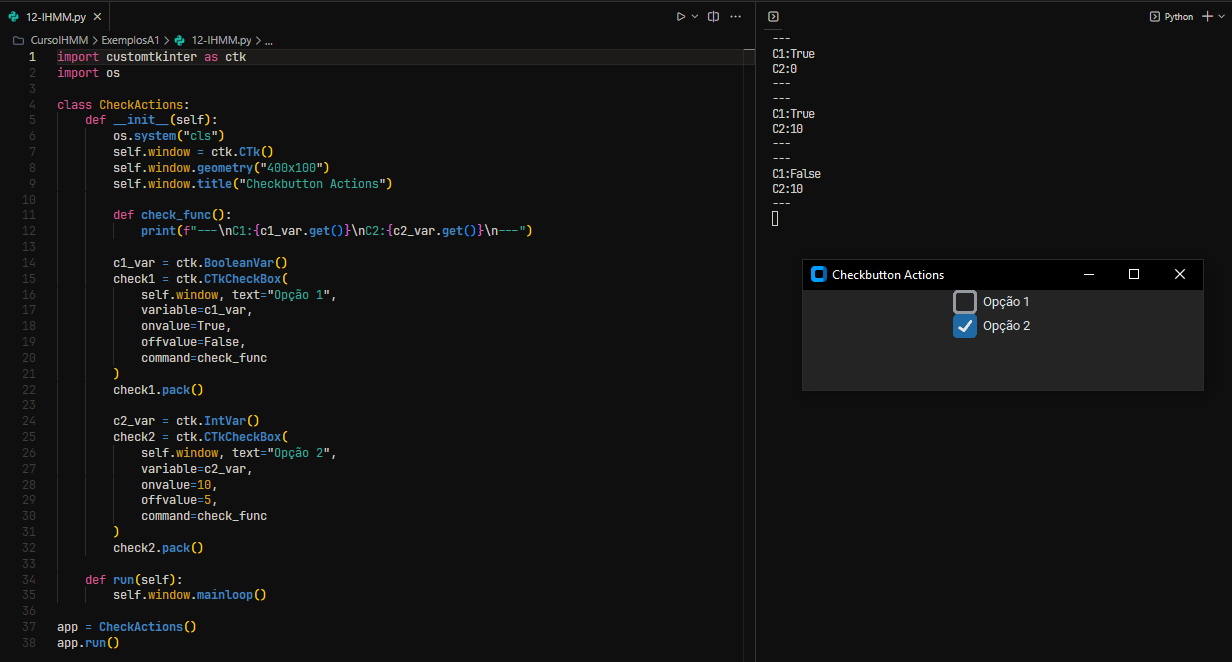 12-IHMM.py
CursoIHMM > ExemplosA1 > 12-IHMM.py > ...
1 import customtkinter as ctk
2 import os
3
4 class CheckActions:
5     def __init__(self):
6         os.system("cls")
7         self.window = ctk.CTk()
8         self.window.geometry("400x100")
9         self.window.title("Checkbutton Actions")
10
11         def check_func():
12             print(f"---\nC1:{c1_var.get()}\nC2:{c2_var.get()}\n---")
13
14         c1_var = ctk.BooleanVar()
15         check1 = ctk.CTkCheckBox(
16             self.window, text="Opção 1",
17             variable=c1_var,
18             onvalue=True,
19             offvalue=False,
20             command=check_func
21         )
22         check1.pack()
23
24         c2_var = ctk.IntVar()
25         check2 = ctk.CTkCheckBox(
26             self.window, text="Opção 2",
27             variable=c2_var,
28             onvalue=10,
29             offvalue=5,
30             command=check_func
31         )
32         check2.pack()
33
34     def run(self):
35         self.window.mainloop()
36
37 app = CheckActions()
38 app.run()
Python
---
C1:True
C2:0
---
---
C1:True
C2:10
---
---
C1:False
C2:10
---
Checkbutton Actions
Opção 1
Opção 2